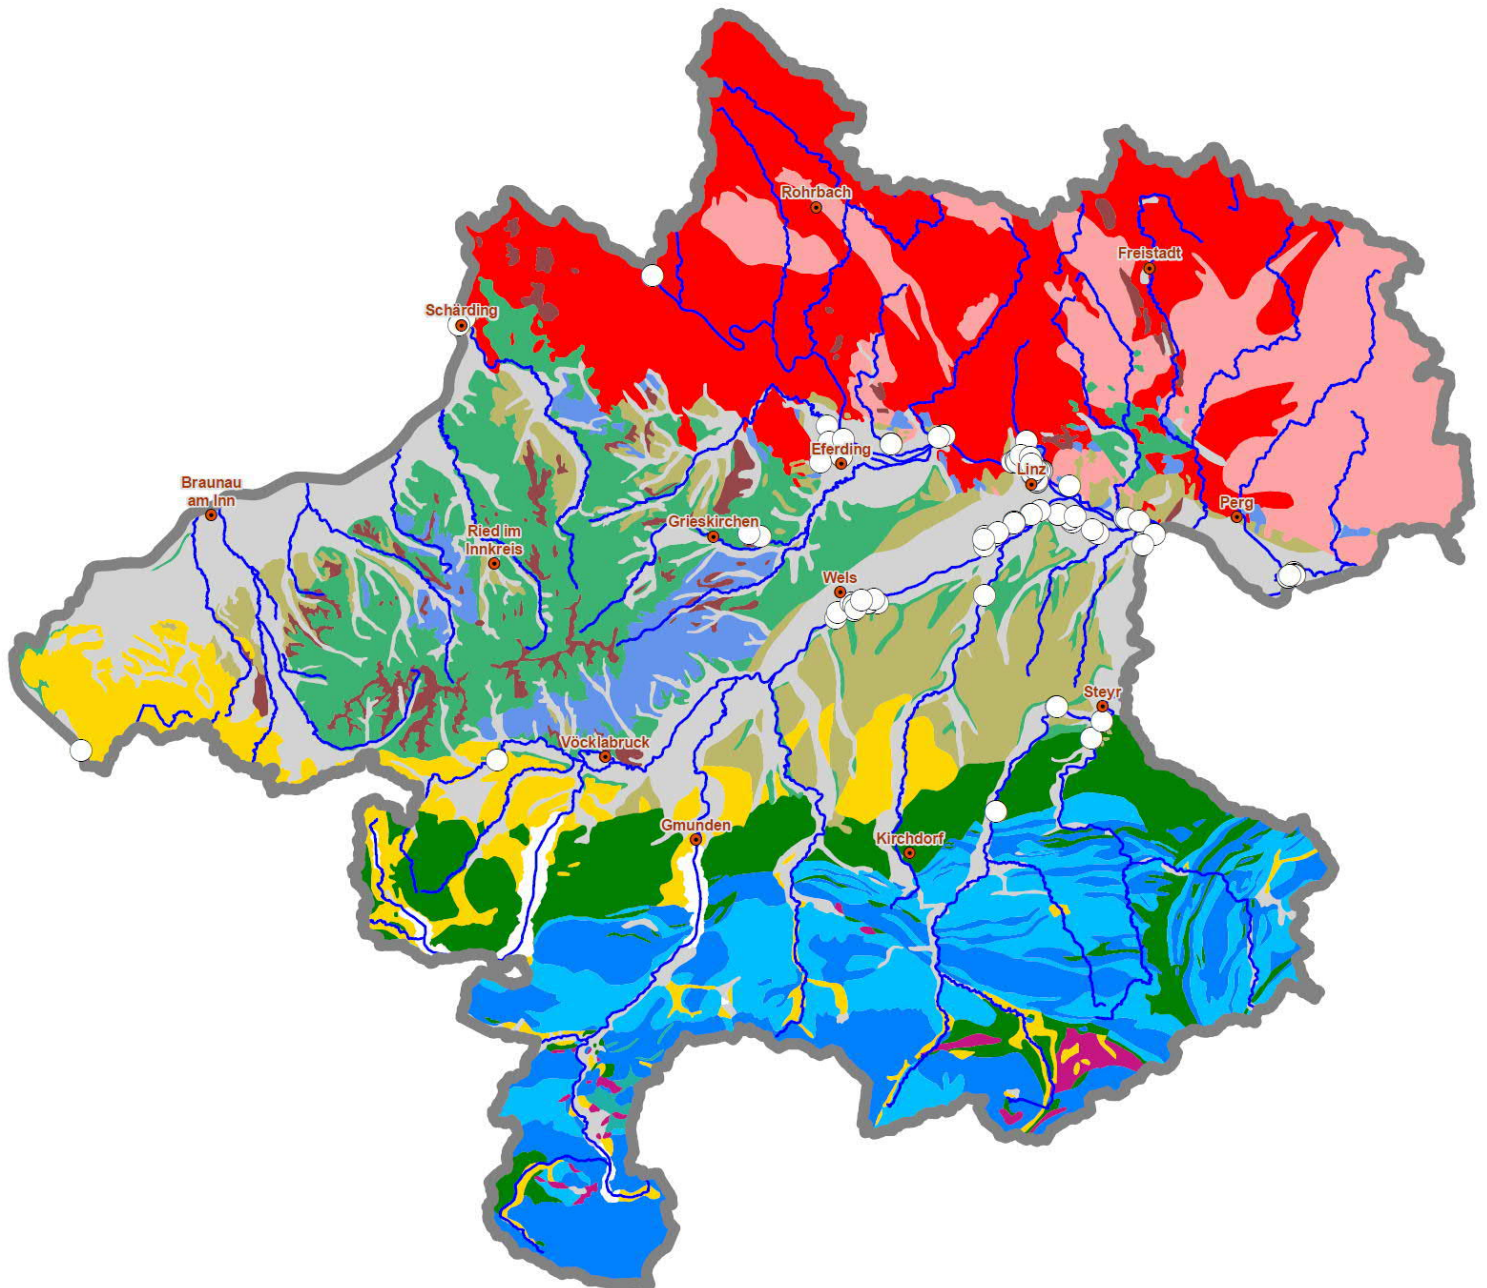 Rohrbach
Freistadt
Schärding
Eferding
Linz
Braunau
am Inn
Perg
Grieskirchen
Ried im
Innkreis
Wels
Steyr
Vöcklabruck
Gmunden
Kirchdorf